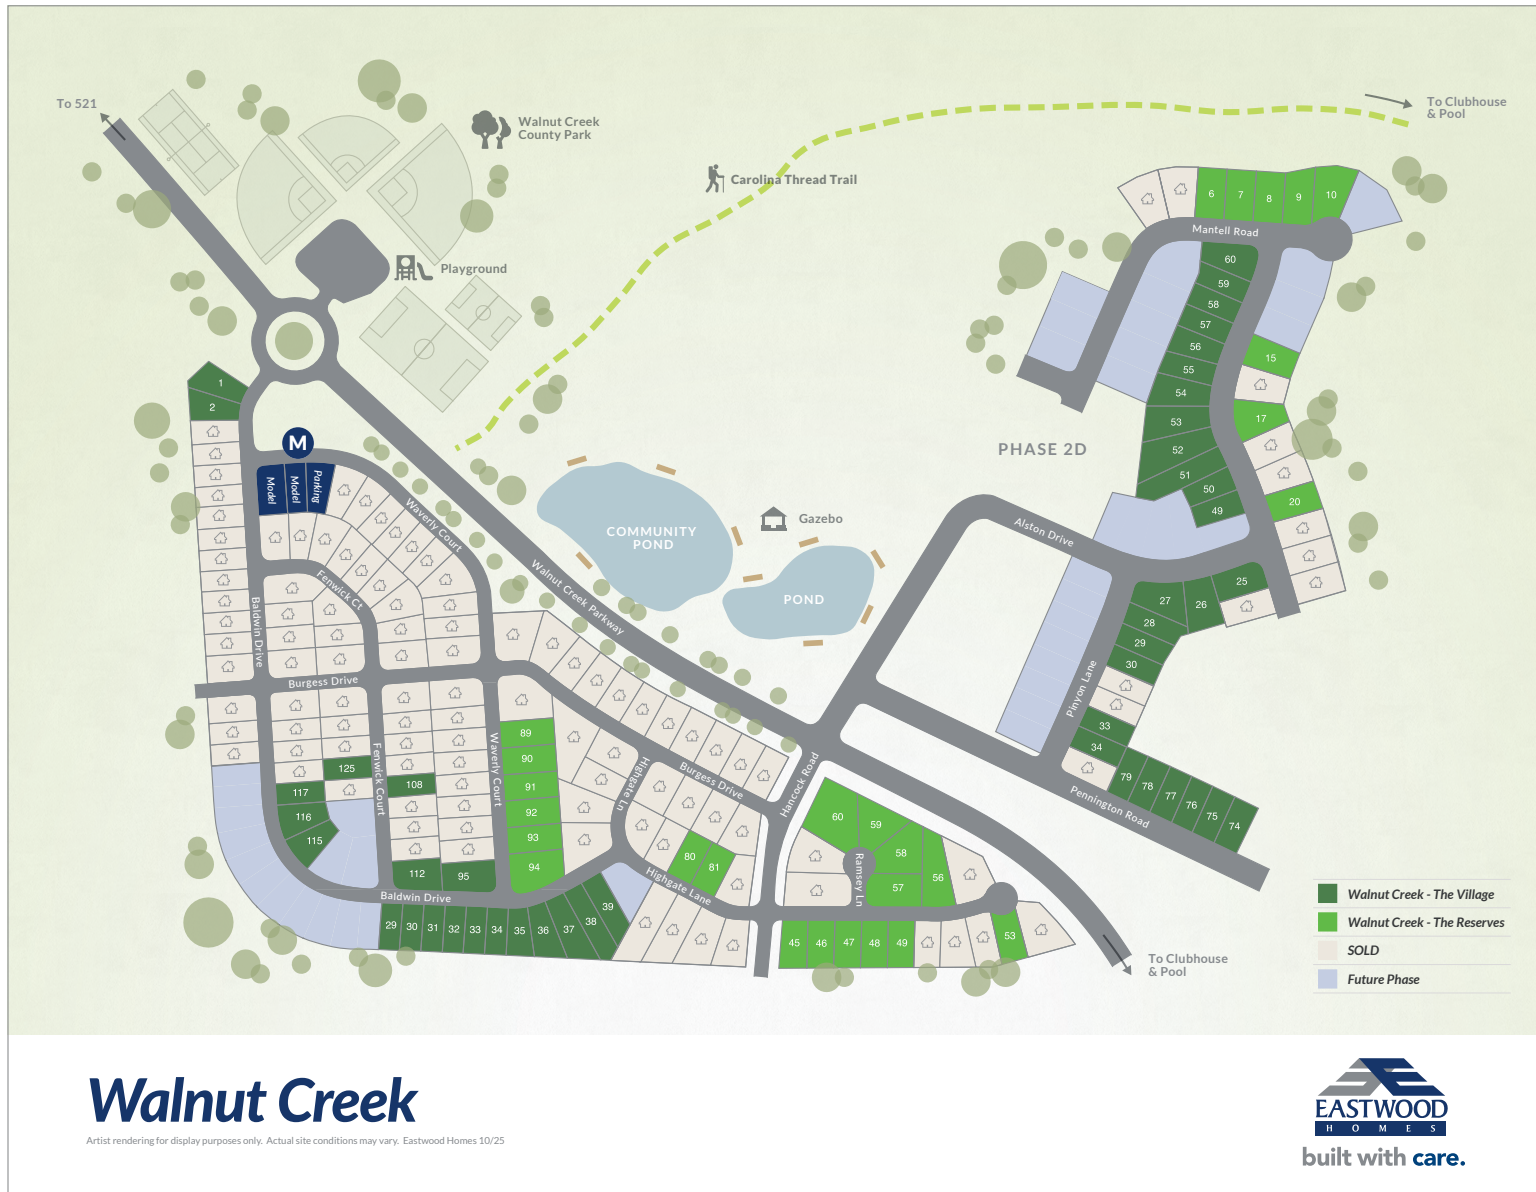 To 521
Walnut Creek
County Park
Carolina Thread Trail
To Clubhouse
& Pool
Playground
6
7
8
9
10
Mantell Road
60
59
58
57
56
55
54
53
52
51
50
49
15
17
20
PHASE 2D
1
2
M
Model
Model
Parking
Waverly Court
Fenwick Ct
Baldwin Drive
Burgess Drive
COMMUNITY
POND
Gazebo
POND
Walnut Creek Parkway
Alston Drive
25
26
27
28
29
30
33
34
Pinyon Lane
79
78
77
76
75
74
Pennington Road
125
117
116
115
Fenwick Court
108
112
95
Waverly Court
89
90
91
92
93
94
Highgate Ln
Burgess Drive
Hancock Road
80
81
Highgate Lane
Baldwin Drive
29
30
31
32
33
34
35
36
37
38
39
60
59
58
57
56
Ramsey Ln
45
46
47
48
49
53
To Clubhouse
& Pool
Walnut Creek - The Village
Walnut Creek - The Reserves
SOLD
Future Phase
Walnut Creek
Artist rendering for display purposes only. Actual site conditions may vary. Eastwood Homes 10/25
EASTWOOD
HOMES
built with care.